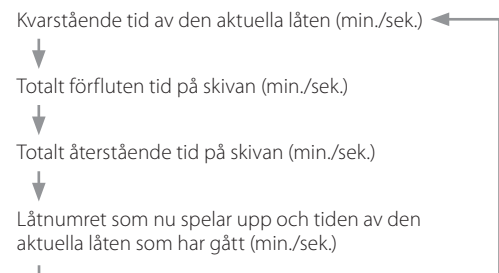 Kvarstående tid av den aktuella låten (min./sek.)
Totalt förfluten tid på skivan (min./sek.)
Totalt återstående tid på skivan (min./sek.)
Låtnumret som nu spelar upp och tiden av den
aktuella låten som har gått (min./sek.)